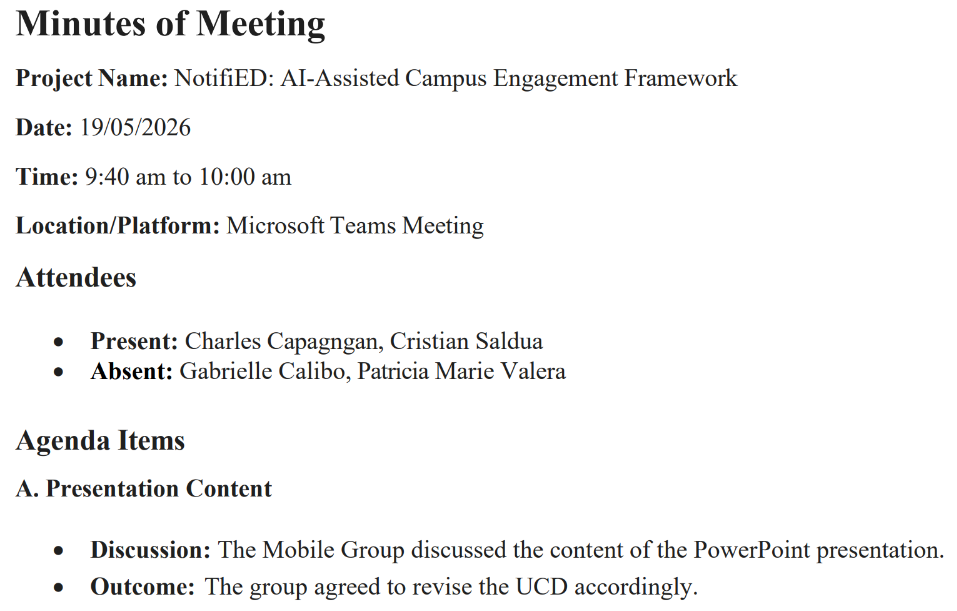 Minutes of Meeting
Project Name: NotifiED: AI-Assisted Campus Engagement Framework
Date: 19/05/2026
Time: 9:40 am to 10:00 am
Location/Platform: Microsoft Teams Meeting
Attendees
• Present: Charles Capagngan, Cristian Saldua
• Absent: Gabrielle Calibo, Patricia Marie Valera
Agenda Items
A. Presentation Content
• Discussion: The Mobile Group discussed the content of the PowerPoint presentation.
• Outcome: The group agreed to revise the UCD accordingly.